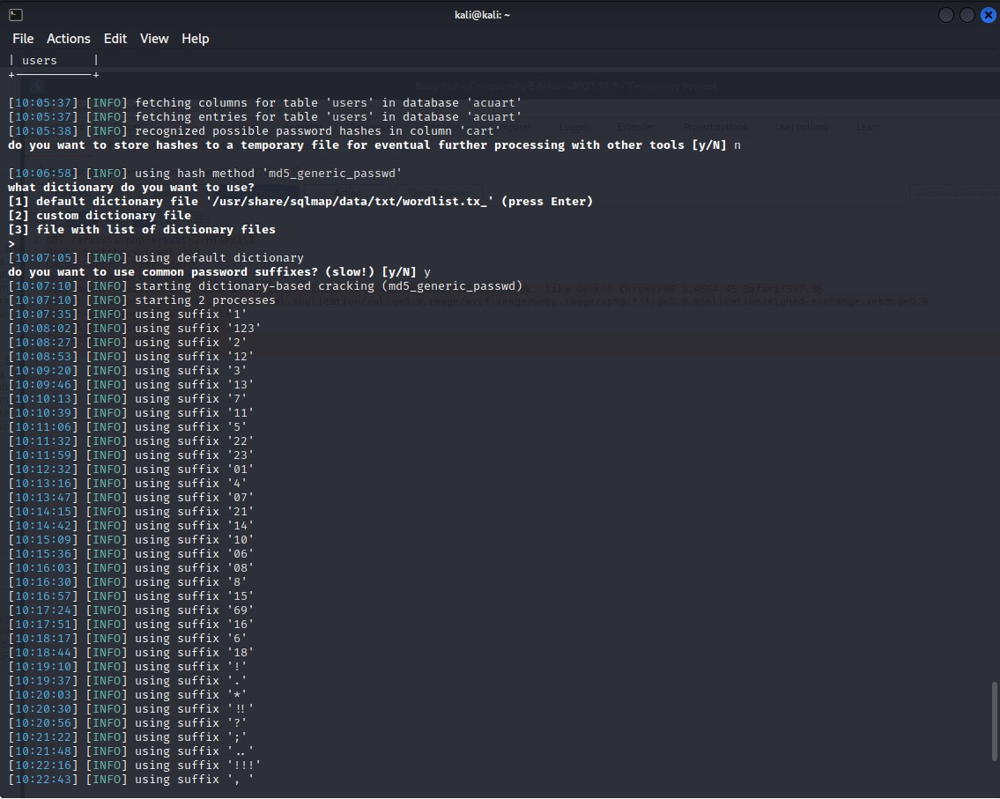 kali@kali: ~
File Actions Edit View Help
| users |
+----------+
[10:05:37] [INFO] fetching columns for table 'users' in database 'acuart'
[10:05:37] [INFO] fetching entries for table 'users' in database 'acuart'
[10:05:38] [INFO] recognized possible password hashes in column 'cart'
do you want to store hashes to a temporary file for eventual further processing with other tools [y/N] n
[10:06:58] [INFO] using hash method 'md5_generic_passwd'
what dictionary do you want to use?
[1] default dictionary file '/usr/share/sqlmap/data/txt/wordlist.tx_' (press Enter)
[2] custom dictionary file
[3] file with list of dictionary files
>
[10:07:05] [INFO] using default dictionary
do you want to use common password suffixes? (slow!) [y/N] y
[10:07:10] [INFO] starting dictionary-based cracking (md5_generic_passwd)
[10:07:10] [INFO] starting 2 processes
[10:07:35] [INFO] using suffix '1'
[10:08:02] [INFO] using suffix '123'
[10:08:27] [INFO] using suffix '2'
[10:08:53] [INFO] using suffix '12'
[10:09:20] [INFO] using suffix '3'
[10:09:46] [INFO] using suffix '13'
[10:10:13] [INFO] using suffix '7'
[10:10:39] [INFO] using suffix '11'
[10:11:06] [INFO] using suffix '5'
[10:11:32] [INFO] using suffix '22'
[10:11:59] [INFO] using suffix '23'
[10:12:32] [INFO] using suffix '01'
[10:13:16] [INFO] using suffix '4'
[10:13:47] [INFO] using suffix '07'
[10:14:15] [INFO] using suffix '21'
[10:14:42] [INFO] using suffix '14'
[10:15:09] [INFO] using suffix '10'
[10:15:36] [INFO] using suffix '06'
[10:16:03] [INFO] using suffix '08'
[10:16:30] [INFO] using suffix '8'
[10:16:57] [INFO] using suffix '15'
[10:17:24] [INFO] using suffix '69'
[10:17:51] [INFO] using suffix '16'
[10:18:17] [INFO] using suffix '6'
[10:18:44] [INFO] using suffix '18'
[10:19:10] [INFO] using suffix '!'
[10:19:37] [INFO] using suffix '.'
[10:20:03] [INFO] using suffix '*'
[10:20:30] [INFO] using suffix '!!'
[10:20:56] [INFO] using suffix '?'
[10:21:22] [INFO] using suffix ';'
[10:21:48] [INFO] using suffix '..'
[10:22:16] [INFO] using suffix '!!!'
[10:22:43] [INFO] using suffix ', '